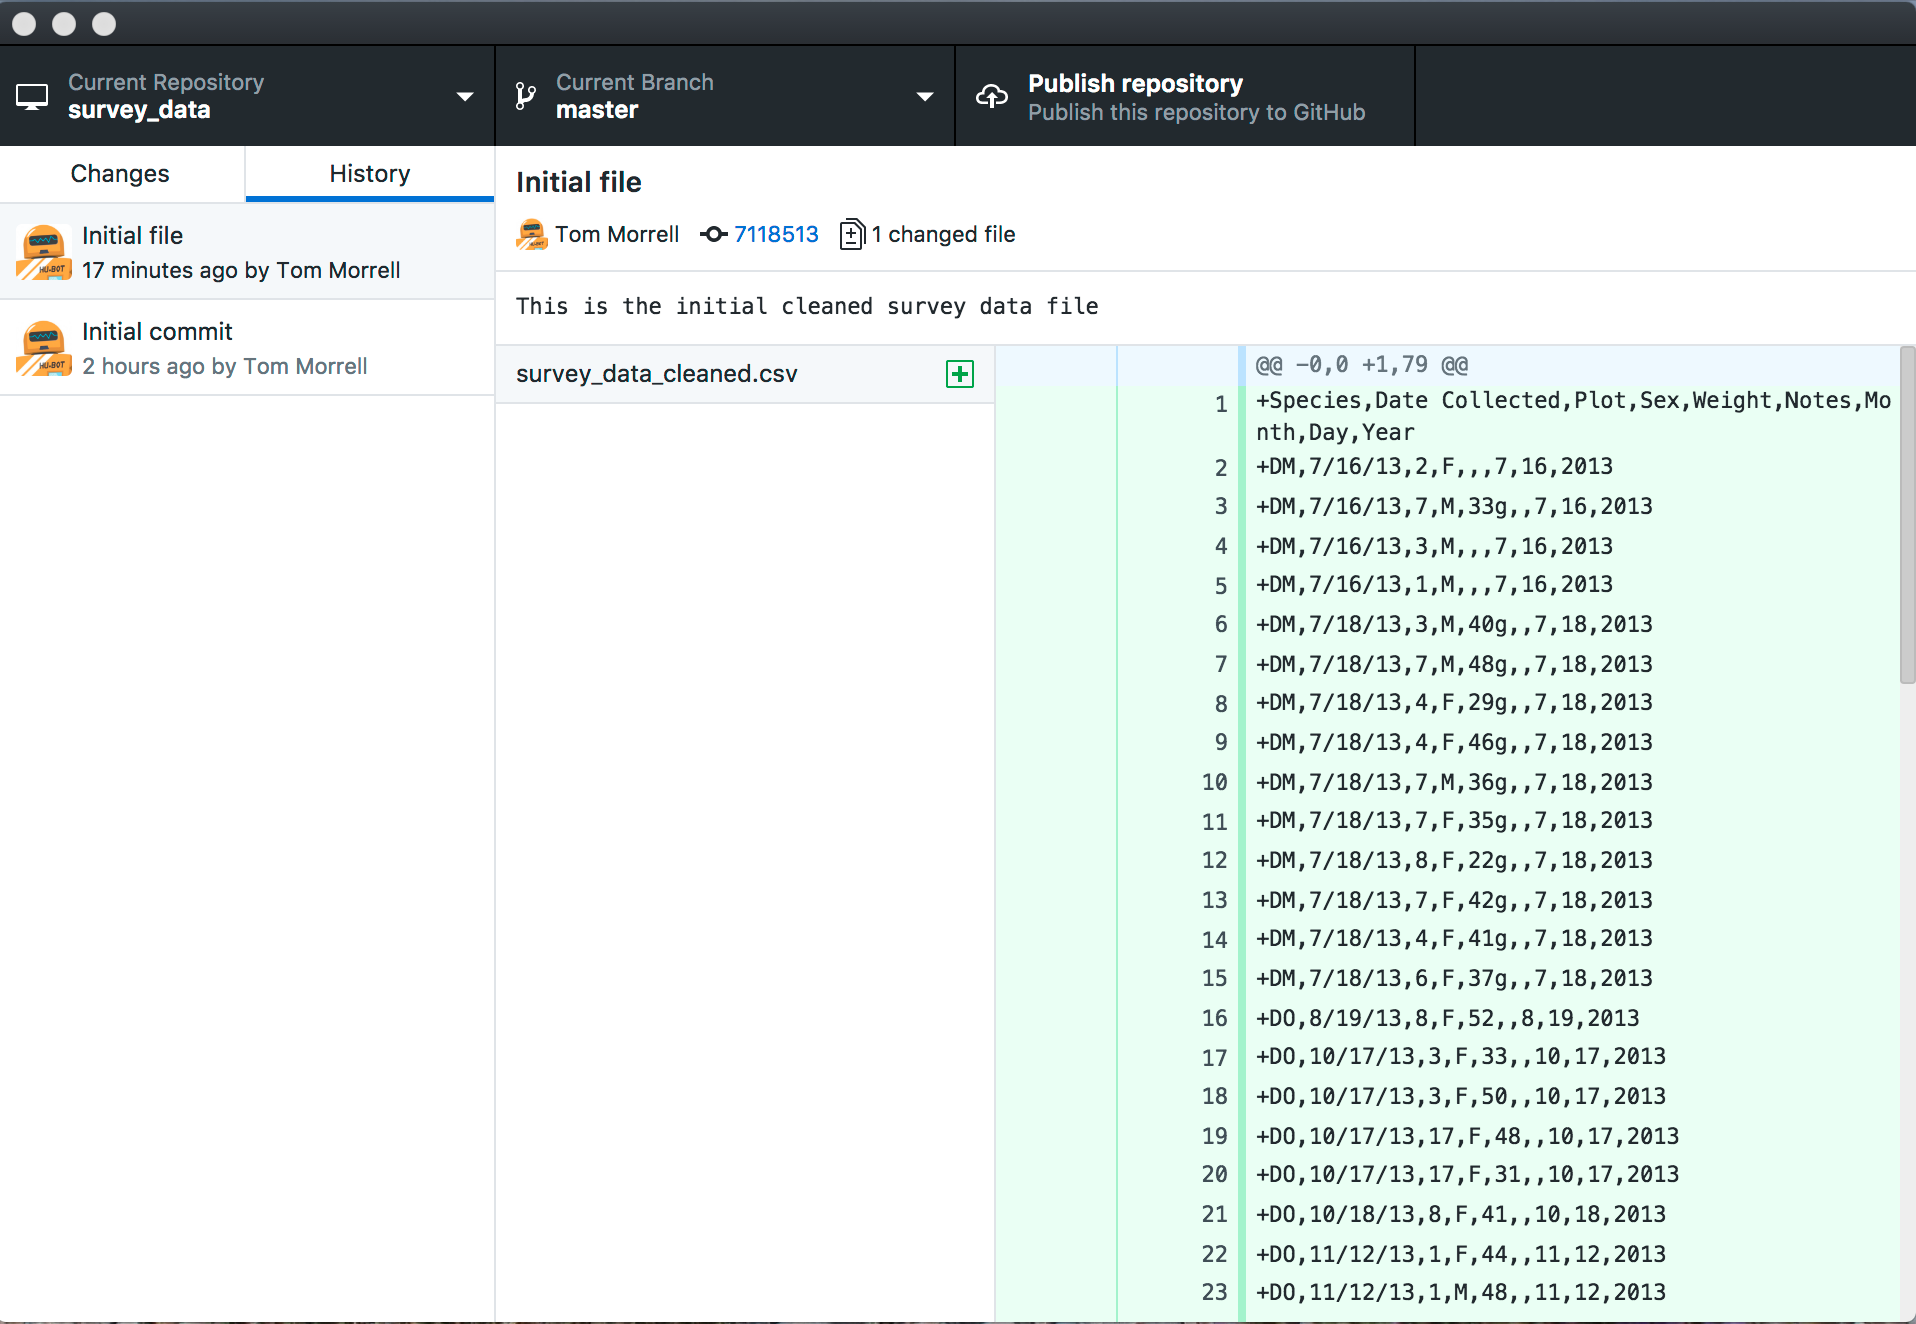 Current Repository
survey_data
Current Branch
master
Publish repository
Publish this repository to GitHub
Changes
History
Initial file
17 minutes ago by Tom Morrell
Initial commit
2 hours ago by Tom Morrell
Initial file
Tom Morrell 7118513 1 changed file
This is the initial cleaned survey data file
survey_data_cleaned.csv
@@ -0,0 +1,79 @@
1 +Species,Date Collected,Plot,Sex,Weight,Notes,Mo
nth,Day,Year
2 +DM,7/16/13,2,F,,,7,16,2013
3 +DM,7/16/13,7,M,33g,,7,16,2013
4 +DM,7/16/13,3,M,,,7,16,2013
5 +DM,7/16/13,1,M,,,7,16,2013
6 +DM,7/18/13,3,M,40g,,7,18,2013
7 +DM,7/18/13,7,M,48g,,7,18,2013
8 +DM,7/18/13,4,F,29g,,7,18,2013
9 +DM,7/18/13,4,F,46g,,7,18,2013
10 +DM,7/18/13,7,M,36g,,7,18,2013
11 +DM,7/18/13,7,F,35g,,7,18,2013
12 +DM,7/18/13,8,F,22g,,7,18,2013
13 +DM,7/18/13,7,F,42g,,7,18,2013
14 +DM,7/18/13,4,F,41g,,7,18,2013
15 +DM,7/18/13,6,F,37g,,7,18,2013
16 +DO,8/19/13,8,F,52,,8,19,2013
17 +DO,10/17/13,3,F,33,,10,17,2013
18 +DO,10/17/13,3,F,50,,10,17,2013
19 +DO,10/17/13,17,F,48,,10,17,2013
20 +DO,10/17/13,17,F,31,,10,17,2013
21 +DO,10/18/13,8,F,41,,10,18,2013
22 +DO,11/12/13,1,F,44,,11,12,2013
23 +DO,11/12/13,1,M,48,,11,12,2013
HU-BOT
HU-BOT